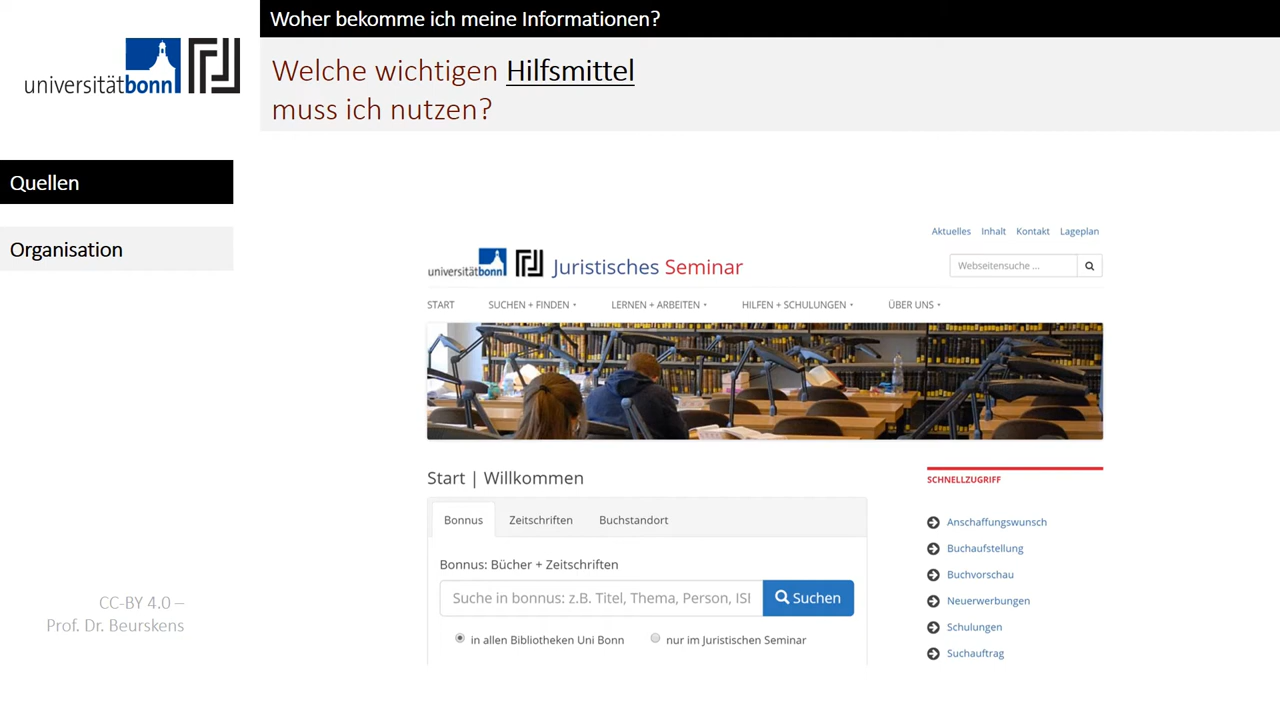 Woher bekomme ich meine Informationen?
universitätbonn
Welche wichtigen Hilfsmittel
muss ich nutzen?
Quellen
Organisation
Aktuelles Inhalt Kontakt Lageplan
universitätbonn Juristisches Seminar
Webseitensuche ...
START SUCHEN + FINDEN LERNEN + ARBEITEN HILFEN + SCHULUNGEN ÜBER UNS
Start | Willkommen
SCHNELLZUGRIFF
Bonnus Zeitschriften Buchstandort
Bonnus: Bücher + Zeitschriften
Suche in bonnus: z.B. Titel, Thema, Person, ISI
Suchen
in allen Bibliotheken Uni Bonn nur im Juristischen Seminar
Anschaffungswunsch
Buchaufstellung
Buchvorschau
Neuerwerbungen
Schulungen
Suchauftrag
CC-BY 4.0 –
Prof. Dr. Beurskens